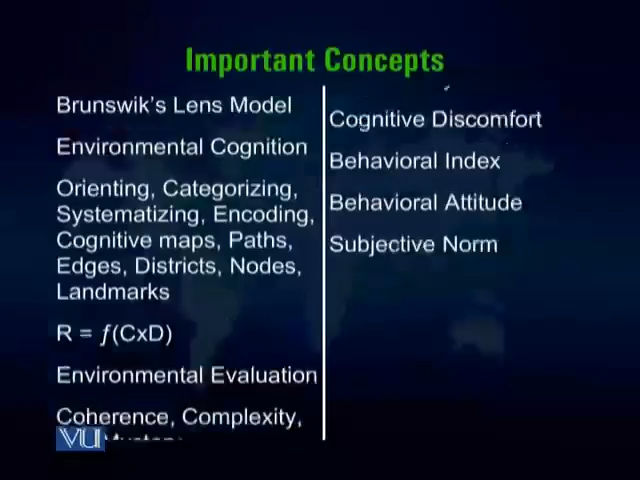 Important Concepts
Brunswik's Lens Model
Environmental Cognition
Orienting, Categorizing,
Systematizing, Encoding,
Cognitive maps, Paths,
Edges, Districts, Nodes,
Landmarks
R = ƒ(CxD)
Environmental Evaluation
Coherence, Complexity,
VU
Cognitive Discomfort
Behavioral Index
Behavioral Attitude
Subjective Norm